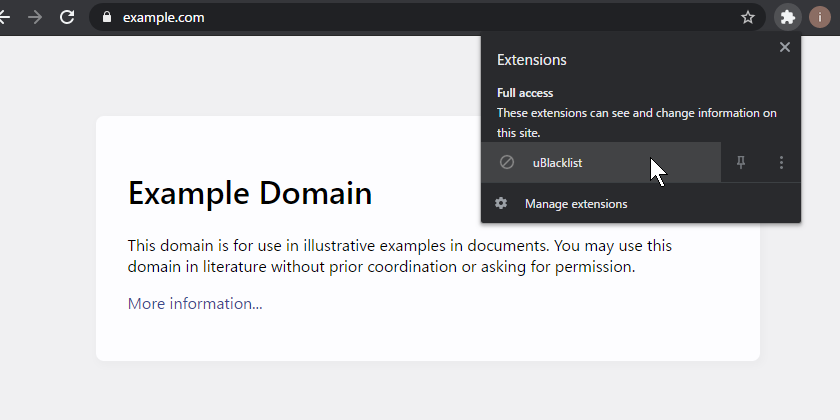 example.com
i
Extensions
Full access
These extensions can see and change information on
this site.
uBlacklist
Manage extensions
Example Domain
This domain is for use in illustrative examples in documents. You may use this
domain in literature without prior coordination or asking for permission.
More information...